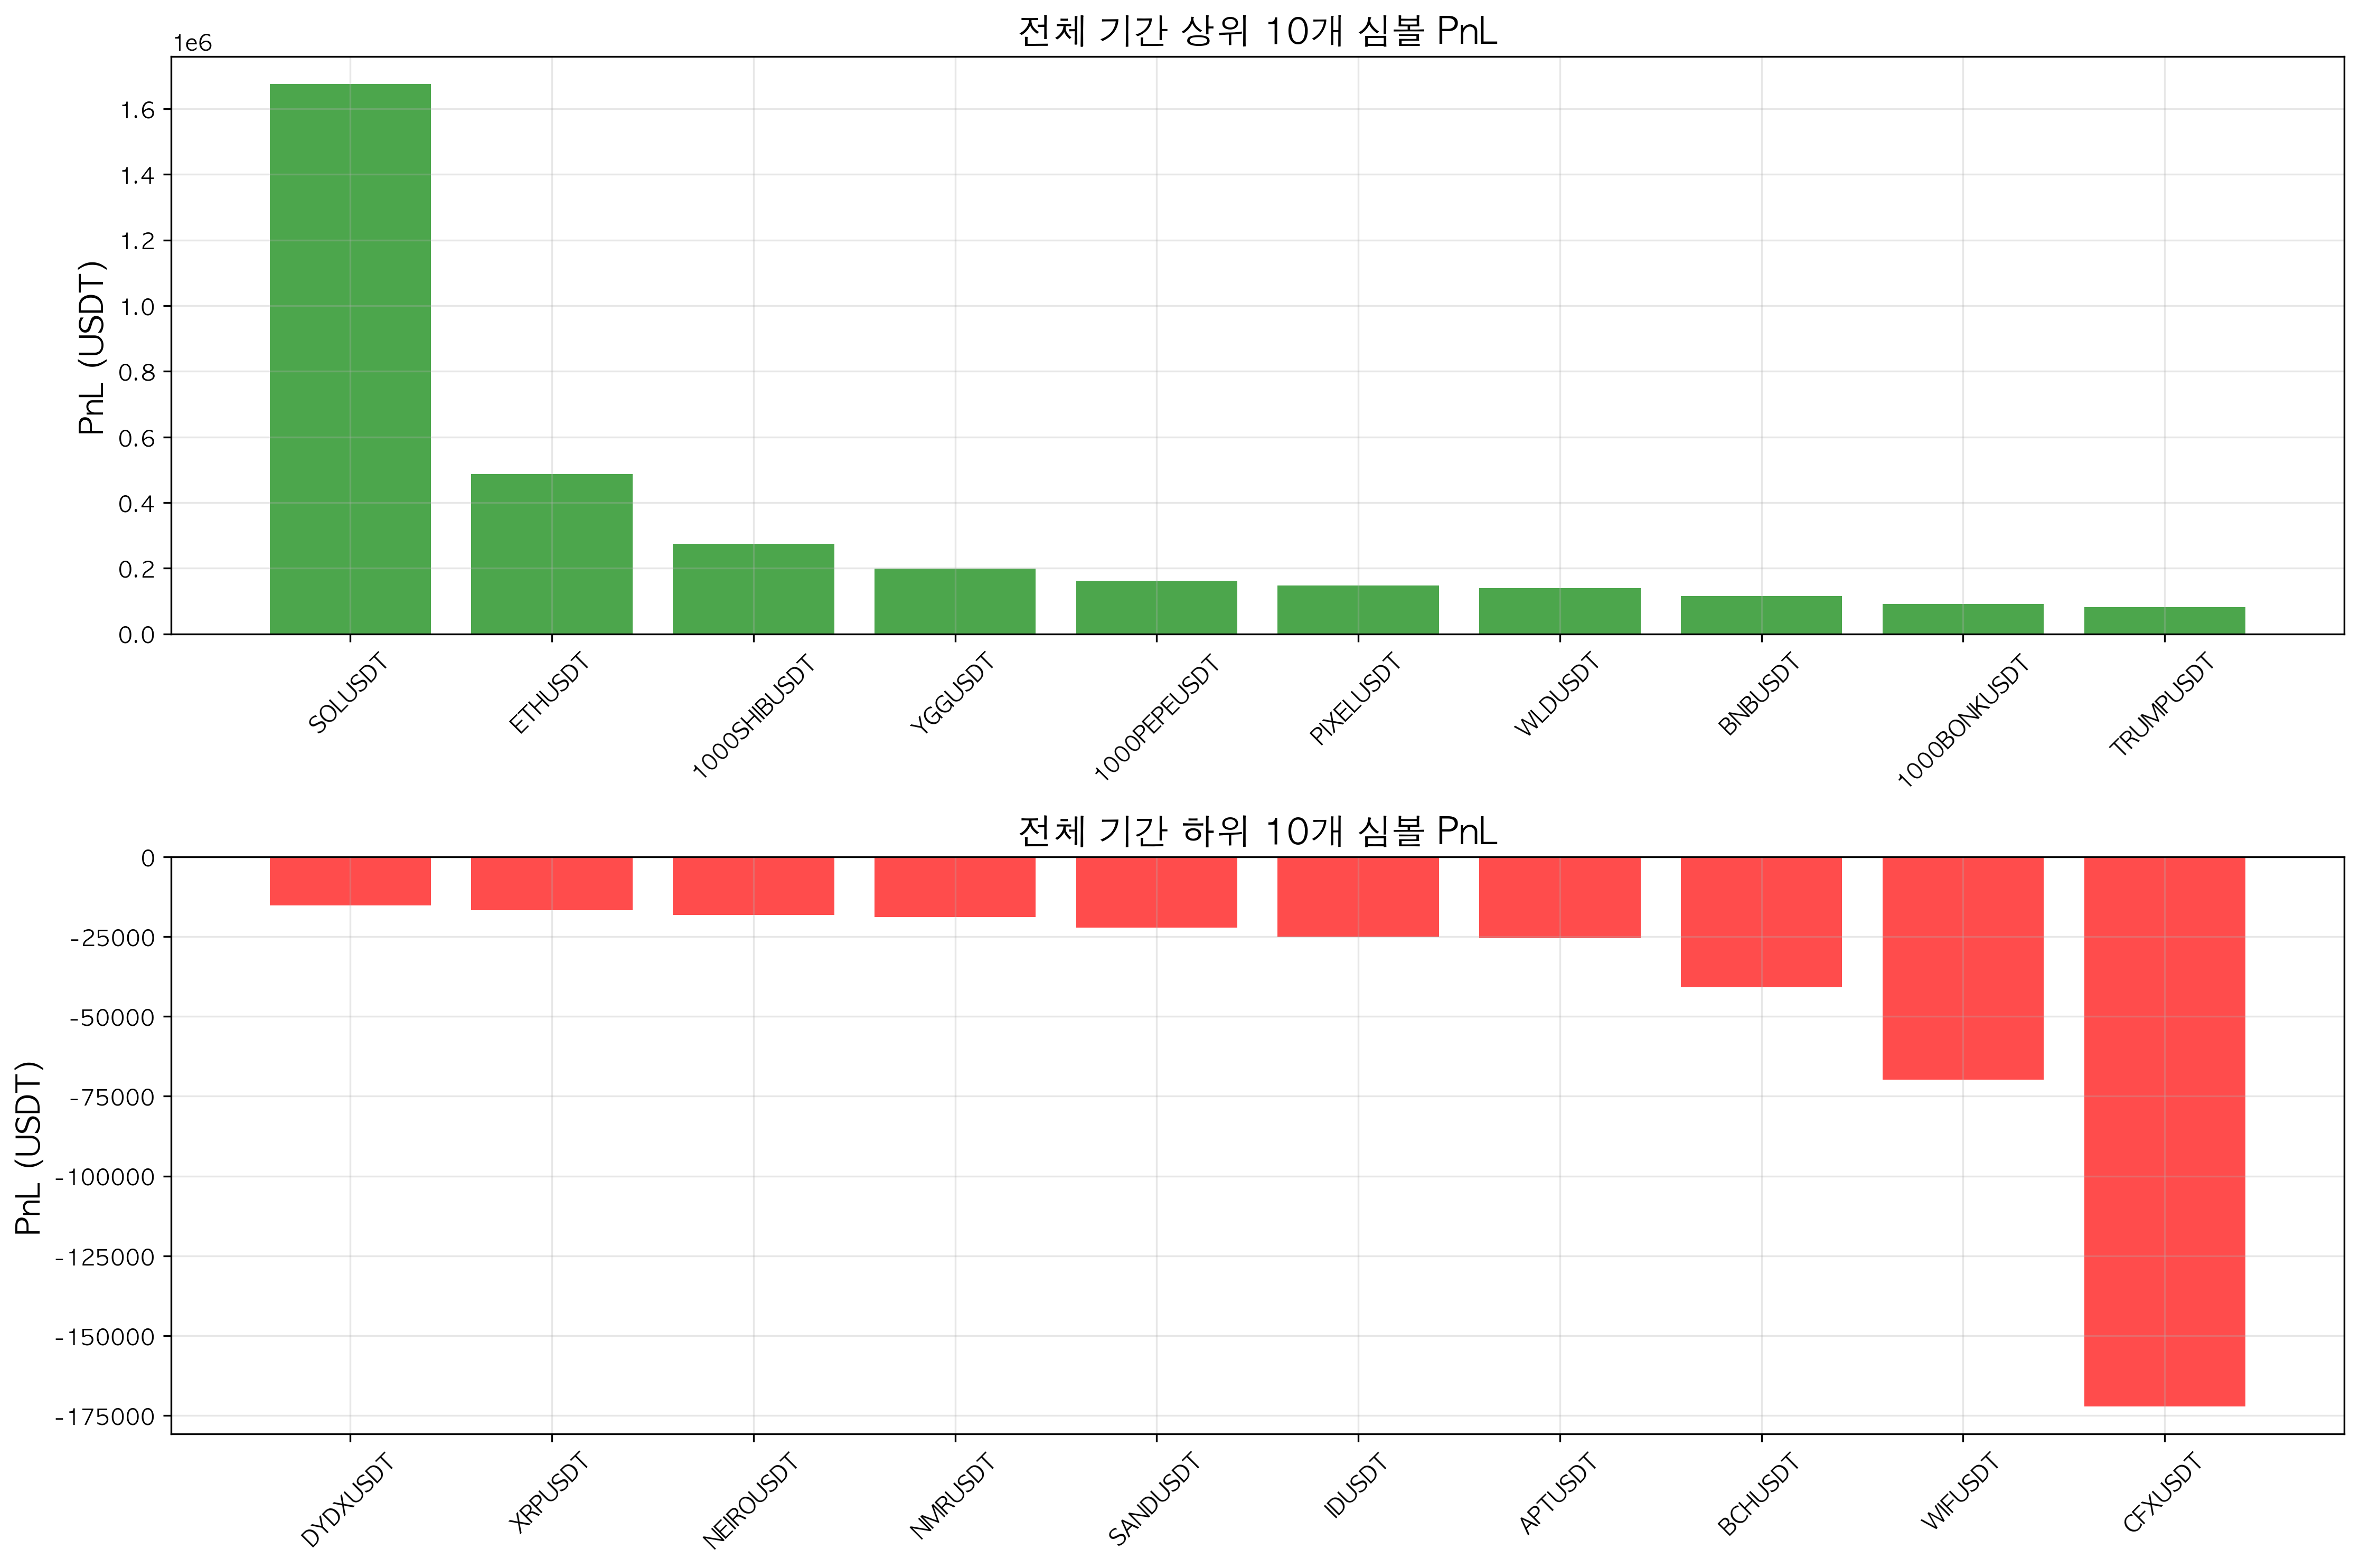 전체 기간 상위 10개 심볼 PnL
1e6
PnL (USDT)
1.6
1.4
1.2
1.0
0.8
0.6
0.4
0.2
0.0
SOLUSDT
ETHUSDT
1000SHIBUSDT
YGGUSDT
1000PEPEUSDT
PIXELUSDT
WLDUSDT
BNBUSDT
1000BONKUSDT
TRUMPUSDT
전체 기간 하위 10개 심볼 PnL
PnL (USDT)
0
-25000
-50000
-75000
-100000
-125000
-150000
-175000
DYDXUSDT
XRPUSDT
NEIROUSDT
NMRUSDT
SANDUSDT
IDUSDT
APTUSDT
BCHUSDT
WIFUSDT
CFXUSDT